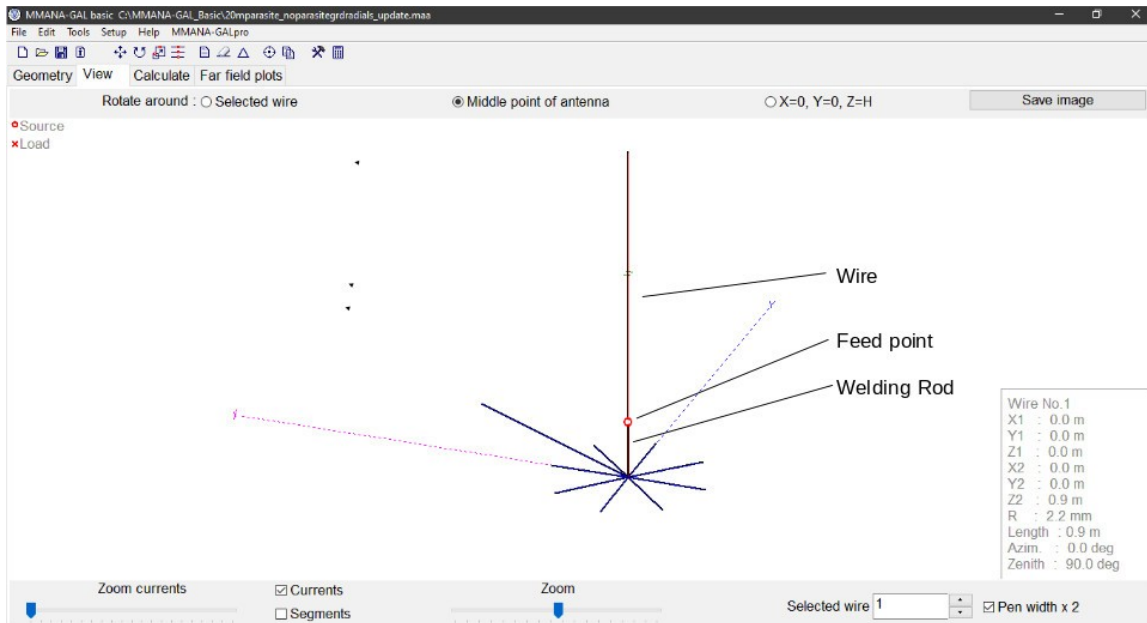 MMANA-GAL basic C:\MMANA-GAL_Basic\20mparasite_noparasitegrdradials_update.maa
File Edit Tools Setup Help MMANA-GALpro
Geometry View Calculate Far field plots
Rotate around : Selected wire Middle point of antenna X=0, Y=0, Z=H Save image
Source
Load
Wire
Y
Feed point
Welding Rod
Wire No.1
X1 : 0.0 m
Y1 : 0.0 m
Z1 : 0.0 m
X2 : 0.0 m
Y2 : 0.0 m
Z2 : 0.9 m
R : 2.2 mm
Length : 0.9 m
Azim. : 0.0 deg
Zenith : 90.0 deg
Zoom currents Currents Zoom
Segments
Selected wire 1 Pen width x 2